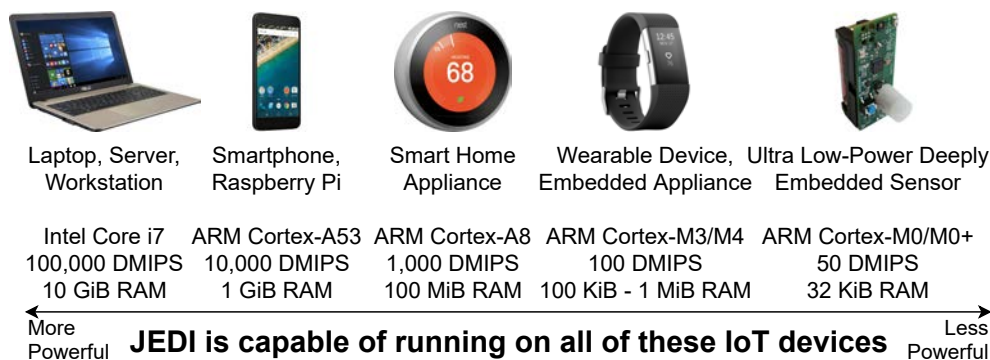 nest
HEATING
68
12:45
Laptop, Server,
Workstation
Smartphone,
Raspberry Pi
Smart Home
Appliance
Wearable Device,
Embedded Appliance
Ultra Low-Power Deeply
Embedded Sensor
Intel Core i7
100,000 DMIPS
10 GiB RAM
ARM Cortex-A53
10,000 DMIPS
1 GiB RAM
ARM Cortex-A8
1,000 DMIPS
100 MiB RAM
ARM Cortex-M3/M4
100 DMIPS
100 KiB - 1 MiB RAM
ARM Cortex-M0/M0+
50 DMIPS
32 KiB RAM
More
Powerful
JEDI is capable of running on all of these IoT devices
Less
Powerful